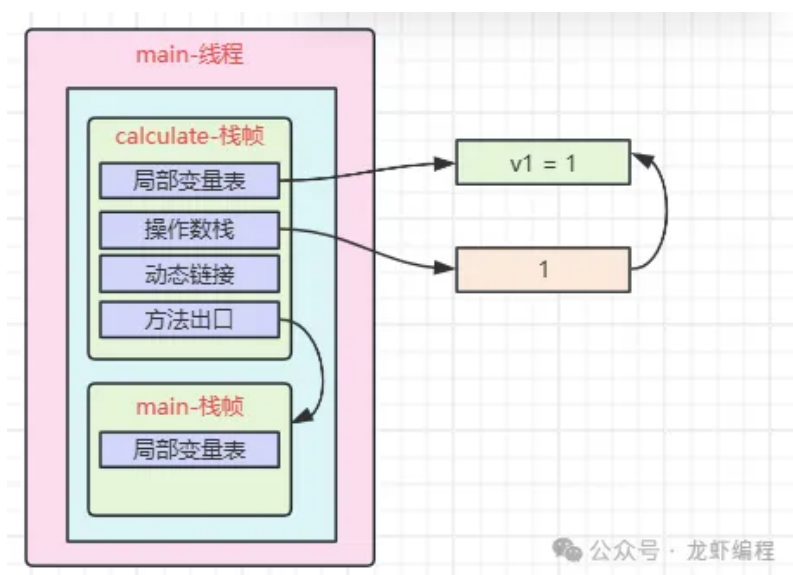 main-线程
calculate-栈帧
局部变量表
操作数栈
动态链接
方法出口
main-栈帧
局部变量表
v1 = 1
1
公众号 · 龙虾编程